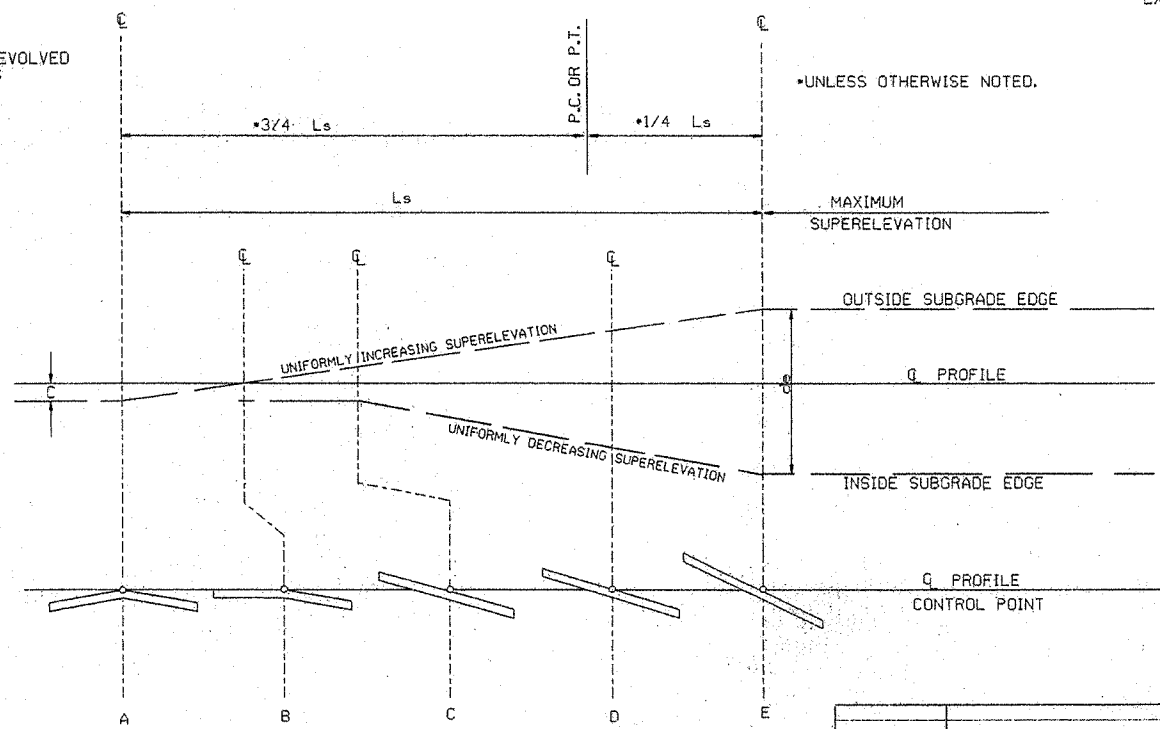 ℄
℄
EVOLVED
P.C. OR P.T.
*UNLESS OTHERWISE NOTED.
*3/4 Ls
*1/4 Ls
Ls
MAXIMUM
SUPERELEVATION
℄
℄
℄
OUTSIDE SUBGRADE EDGE
UNIFORMLY INCREASING SUPERELEVATION
C
℄ PROFILE
UNIFORMLY DECREASING SUPERELEVATION
INSIDE SUBGRADE EDGE
℄ PROFILE
CONTROL POINT
A
B
C
D
E